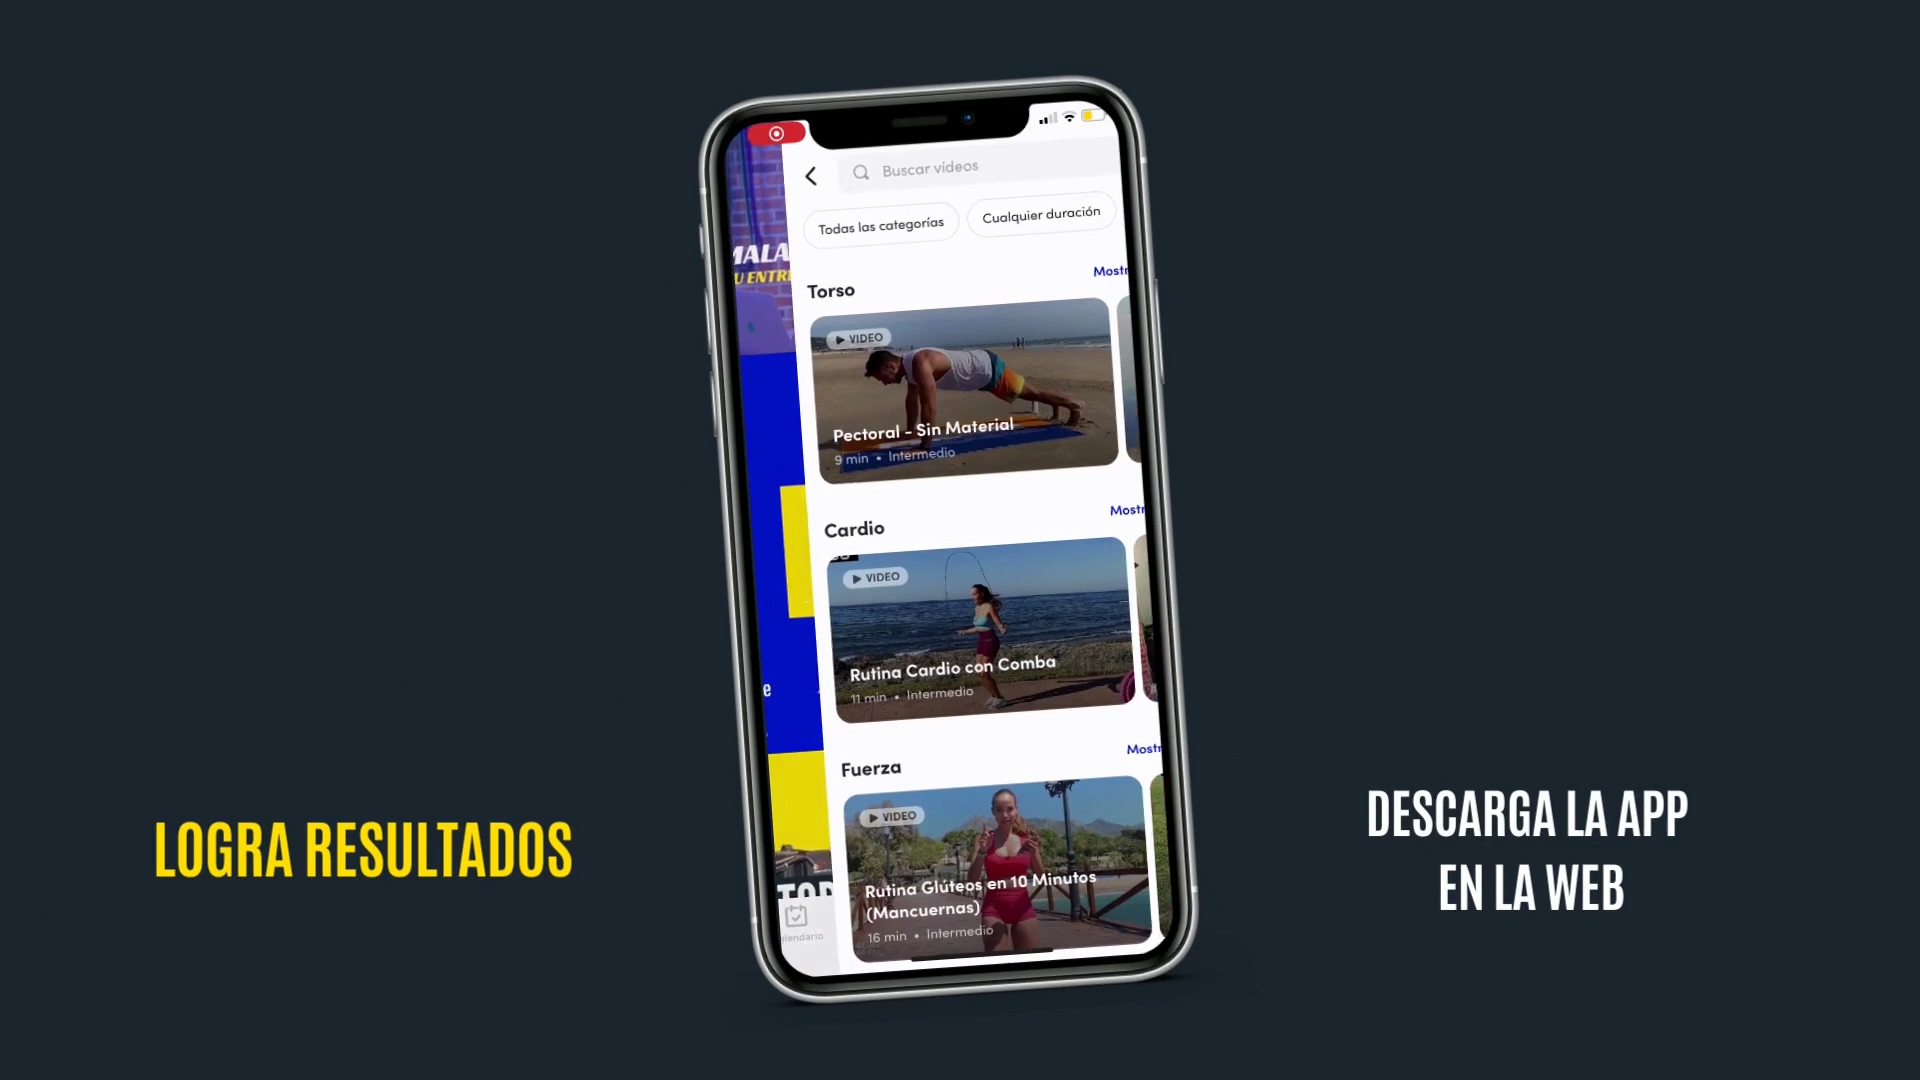 Buscar vídeos
Todas las categorías
Cualquier duración
Torso
VIDEO
Pectoral - Sin Material
9 min • Intermedio
Cardio
VIDEO
Rutina Cardio con Comba
11 min • Intermedio
Fuerza
VIDEO
Rutina Glúteos en 10 Minutos
(Mancuernas)
16 min • Intermedio
LOGRA RESULTADOS
DESCARGA LA APP
EN LA WEB